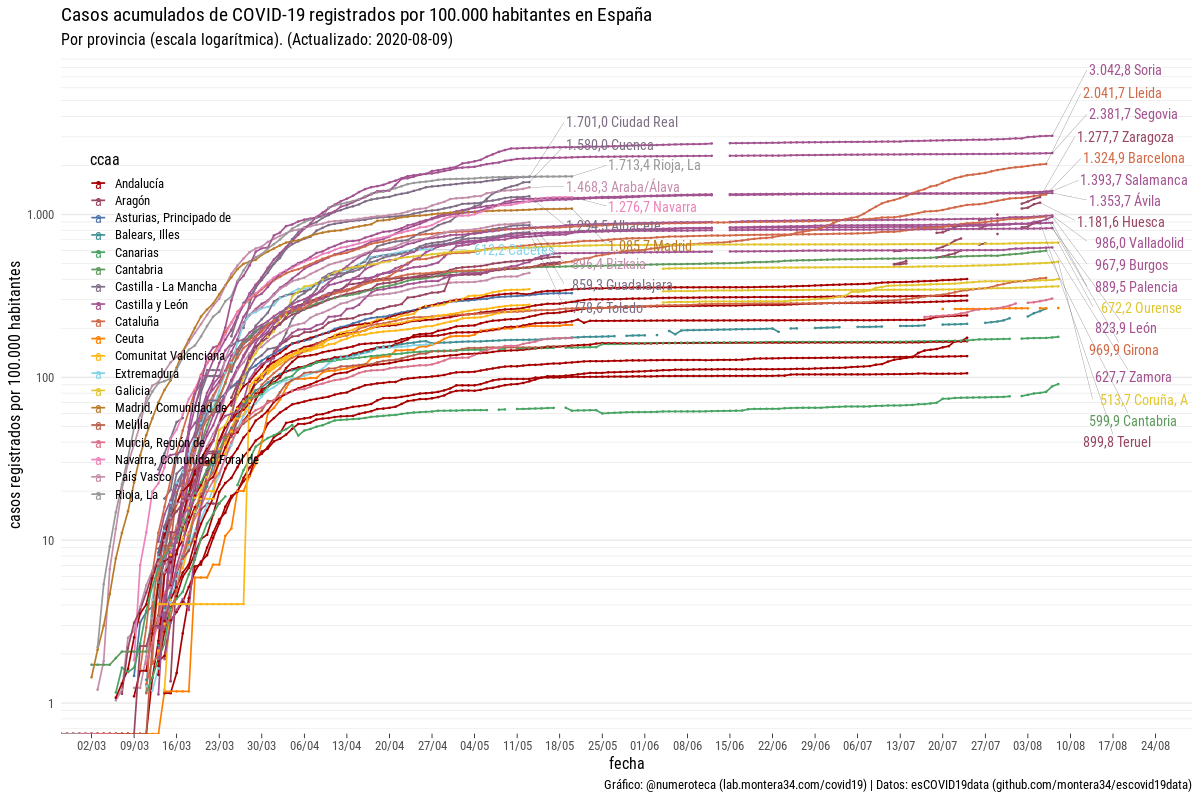 Casos acumulados de COVID-19 registrados por 100.000 habitantes en España
Por provincia (escala logarítmica). (Actualizado: 2020-08-09)
casos registrados por 100.000 habitantes
1.000
100
10
1
ccaa
Andalucía
Aragón
Asturias, Principado de
Balears, Illes
Canarias
Cantabria
Castilla - La Mancha
Castilla y León
Cataluña
Ceuta
Comunitat Valenciana
Extremadura
Galicia
Madrid, Comunidad de
Melilla
Murcia, Región de
Navarra, Comunidad Foral de
País Vasco
Rioja, La
1.701,0 Ciudad Real
1.580,0 Cuenca
1.713,4 Rioja, La
1.468,3 Araba/Álava
1.276,7 Navarra
Albacete
1.085,7 Madrid
612,2 Cáceres
896,4 Bizkaia
859,3 Guadalajara
Toledo
3.042,8 Soria
2.041,7 Lleida
2.381,7 Segovia
1.277,7 Zaragoza
1.324,9 Barcelona
1.393,7 Salamanca
1.353,7 Ávila
1.181,6 Huesca
986,0 Valladolid
967,9 Burgos
889,5 Palencia
672,2 Ourense
823,9 León
969,9 Girona
627,7 Zamora
513,7 Coruña, A
599,9 Cantabria
899,8 Teruel
02/03 09/03 16/03 23/03 30/03 06/04 13/04 20/04 27/04 04/05 11/05 18/05 25/05 01/06 08/06 15/06 22/06 29/06 06/07 13/07 20/07 27/07 03/08 10/08 17/08 24/08
fecha
Gráfico: @numeroteca (lab.montera34.com/covid19) | Datos: esCOVID19data (github.com/montera34/escovid19data)